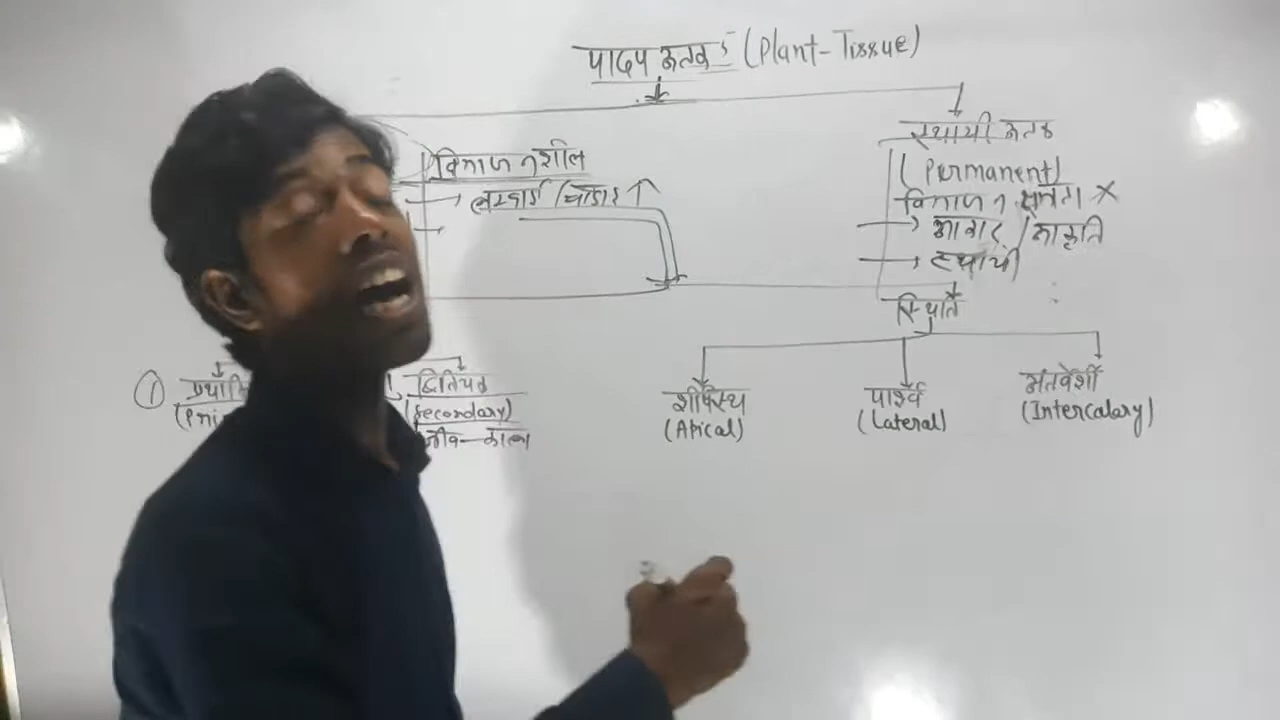 पादप ऊतक (Plant-Tissue)
विभाजनशील
लम्बाई / चौड़ाई ↑
स्थायी ऊतक
(Permanent)
विभाजन क्षमता X
→ आकार / आकृति
→ स्थायी
स्थिति
① प्राथमि
(Pri
द्वितियक
(Secondary)
शीर्षस्थ
(Apical)
पार्श्व
(Lateral)
अंतर्वेशी
(Intercalary)